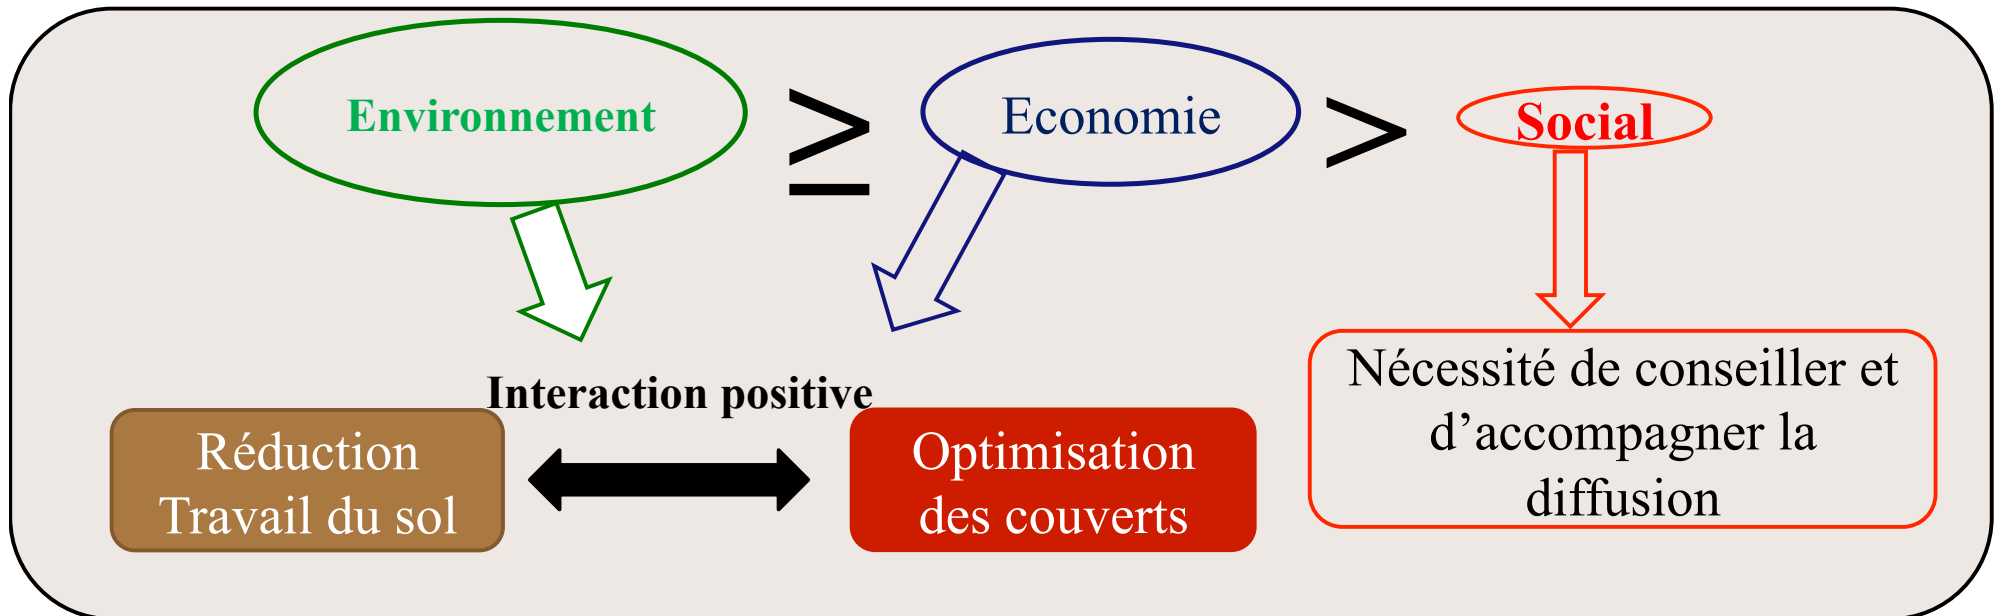 Environnement ≥ Economie > Social
Interaction positive
Réduction
Travail du sol
Optimisation
des couverts
Nécessité de conseiller et
d’accompagner la
diffusion